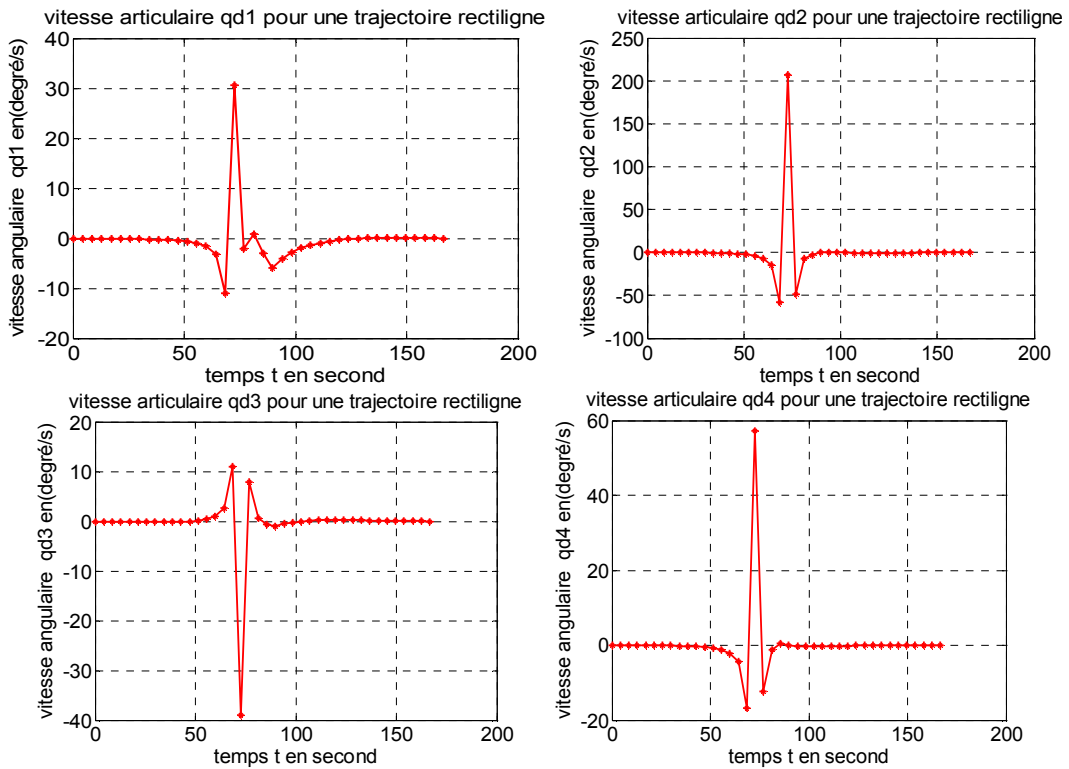 vitesse articulaire qd1 pour une trajectoire rectiligne
vitesse angulaire qd1 en(degré/s)
40
30
20
10
0
-10
-20
0 50 100 150 200
temps t en second
vitesse articulaire qd2 pour une trajectoire rectiligne
vitesse angulaire qd2 en(degré/s)
250
200
150
100
50
0
-50
-100
0 50 100 150 200
temps t en second
vitesse articulaire qd3 pour une trajectoire rectiligne
vitesse angulaire qd3 en(degré/s)
20
10
0
-10
-20
-30
-40
0 50 100 150 200
temps t en second
vitesse articulaire qd4 pour une trajectoire rectiligne
vitesse angulaire qd4 en(degré/s)
60
40
20
0
-20
0 50 100 150 200
temps t en second